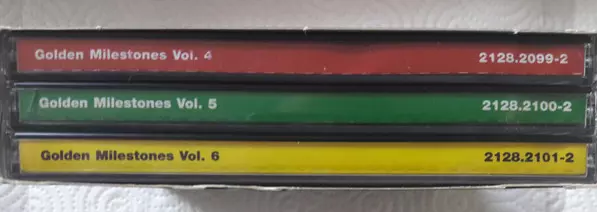 Golden Milestones Vol. 4 2128.2099-2
Golden Milestones Vol. 5 2128.2100-2
Golden Milestones Vol. 6 2128.2101-2